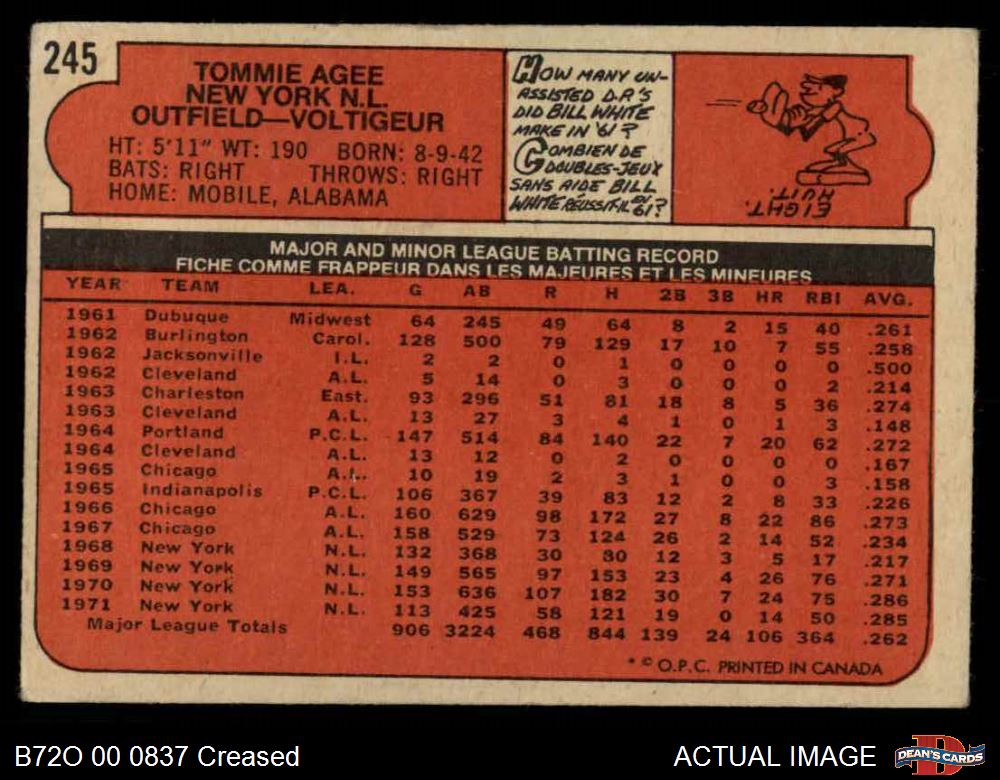 245
TOMMIE AGEE
NEW YORK N.L.
OUTFIELD—VOLTIGEUR
HT: 5'11" WT: 190 BORN: 8-9-42
BATS: RIGHT THROWS: RIGHT
HOME: MOBILE, ALABAMA
HOW MANY UN-
ASSISTED D.P.'S
DID BILL WHITE
MAKE IN '61?
COMBIEN DE
DOUBLES-JEUX
SANS AIDE BILL
WHITE RÉUSSIT-IL EN '61?
EIGHT.
HUIT.
MAJOR AND MINOR LEAGUE BATTING RECORD
FICHE COMME FRAPPEUR DANS LES MAJEURES ET LES MINEURES
YEAR TEAM LEA. G AB R H 2B 3B HR RBI AVG.
1961 Dubuque Midwest 64 245 49 64 8 2 15 40 .261
1962 Burlington Carol. 128 500 79 129 17 10 7 55 .258
1962 Jacksonville I.L. 2 2 0 1 0 0 0 0 .500
1962 Cleveland A.L. 5 14 0 3 0 0 0 2 .214
1963 Charleston East. 93 296 51 81 18 8 5 36 .274
1963 Cleveland A.L. 13 27 3 4 1 0 1 3 .148
1964 Portland P.C.L. 147 514 84 140 22 7 20 62 .272
1964 Cleveland A.L. 13 12 0 2 0 0 0 0 .167
1965 Chicago A.L. 10 19 2 3 1 0 0 3 .158
1965 Indianapolis P.C.L. 106 367 39 83 12 2 8 33 .226
1966 Chicago A.L. 160 629 98 172 27 8 22 86 .273
1967 Chicago A.L. 158 529 73 124 26 2 14 52 .234
1968 New York N.L. 132 368 30 80 12 3 5 17 .217
1969 New York N.L. 149 565 97 153 23 4 26 76 .271
1970 New York N.L. 153 636 107 182 30 7 24 75 .286
1971 New York N.L. 113 425 58 121 19 0 14 50 .285
Major League Totals 906 3224 468 844 139 24 106 364 .262
* © O.P.C. PRINTED IN CANADA
B72O 00 0837 Creased
ACTUAL IMAGE
DEAN'S CARDS